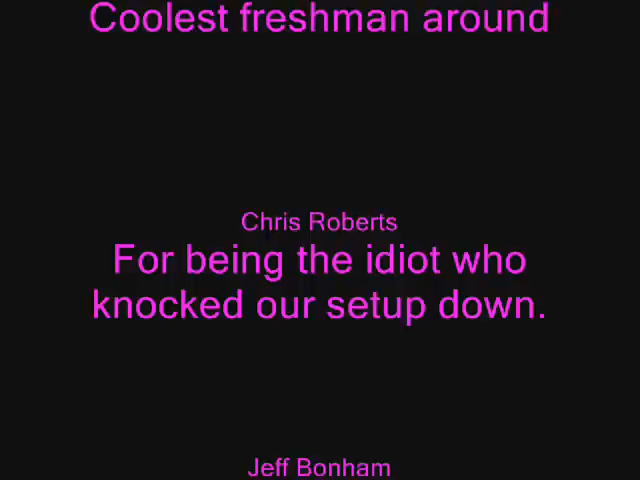 Coolest freshman around
Chris Roberts
For being the idiot who
knocked our setup down.
Jeff Bonham